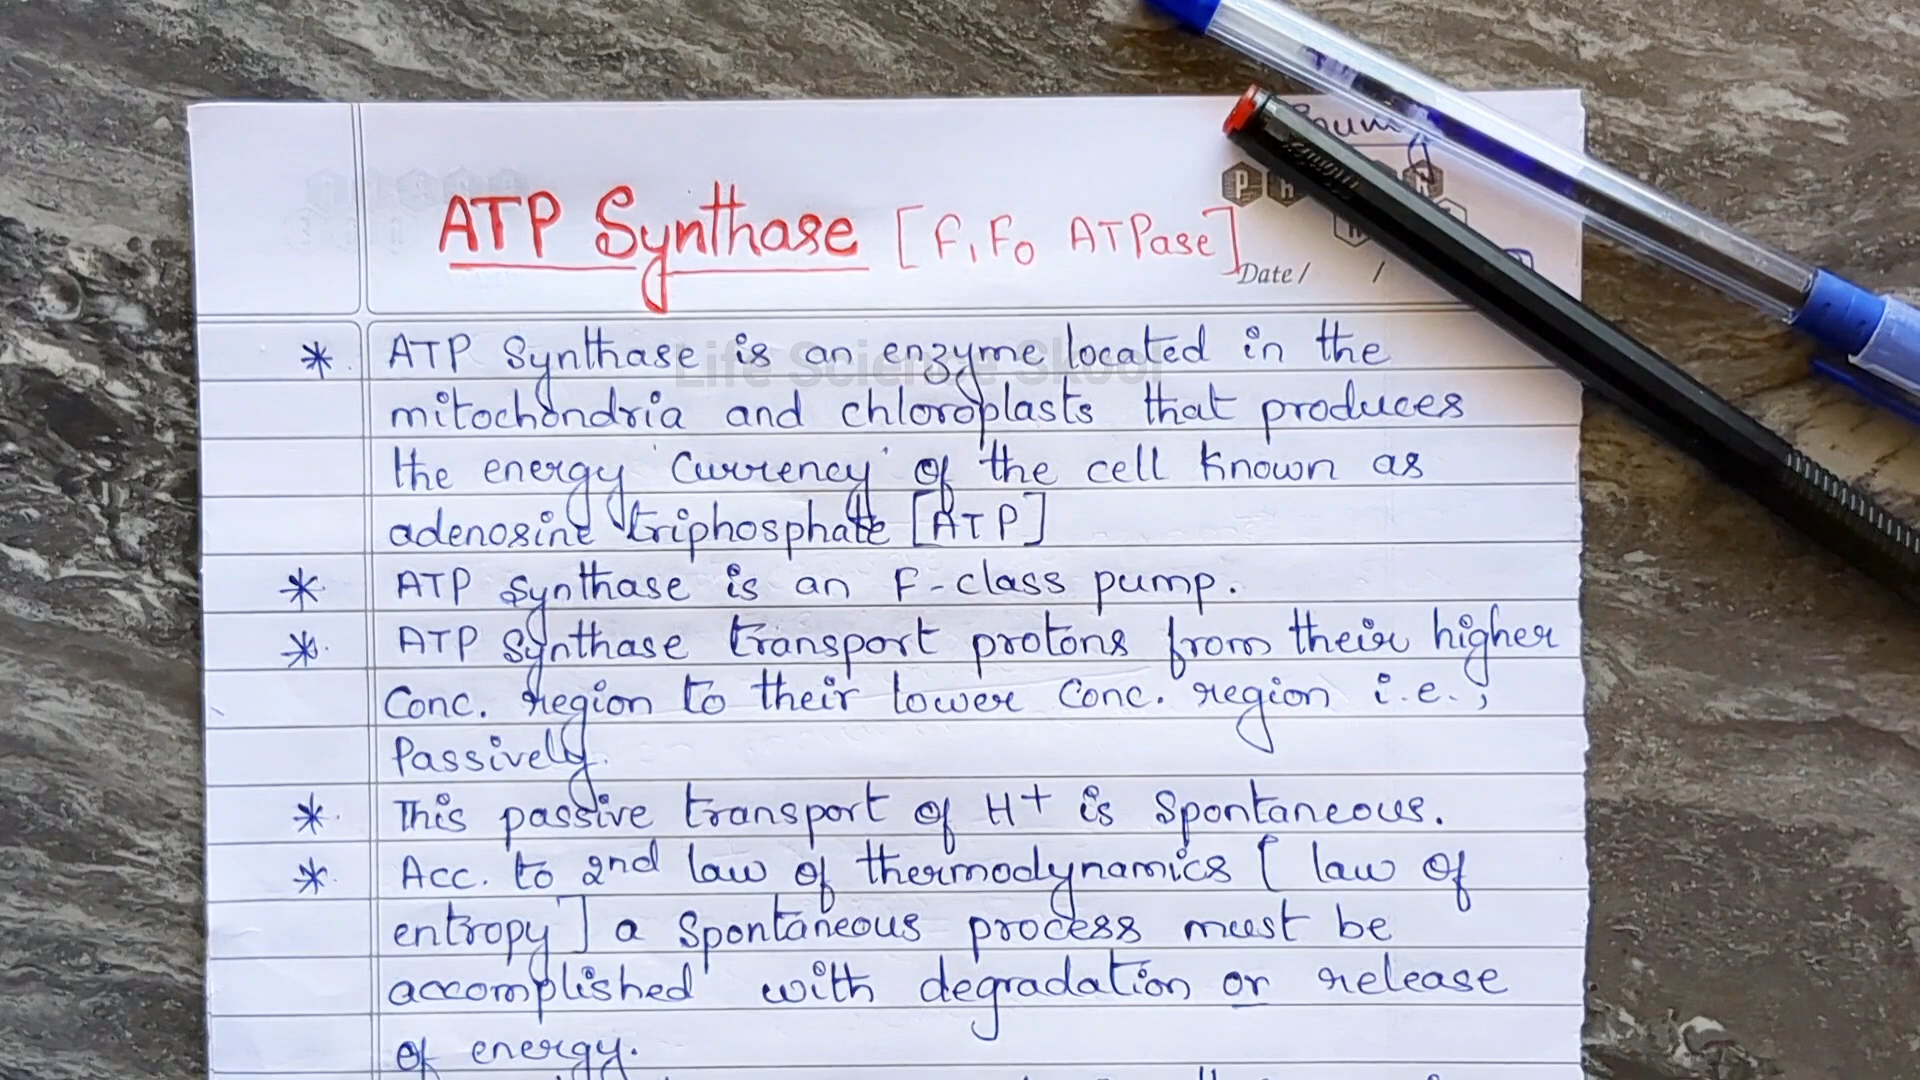 ATP Synthase [F1F0 ATPase]
Date / /
* ATP Synthase is an enzyme located in the
Life Science Skool
mitochondria and chloroplasts that produces
the energy 'currency' of the cell known as
adenosine triphosphate [ATP]
* ATP synthase is an F-class pump.
* ATP Synthase transport protons from their higher
Conc. region to their lower Conc. region i.e.,
Passively.
* This passive transport of H+ is Spontaneous.
* Acc. to 2nd law of thermodynamics [law of
entropy] a Spontaneous process must be
accomplished with degradation or release
of energy.